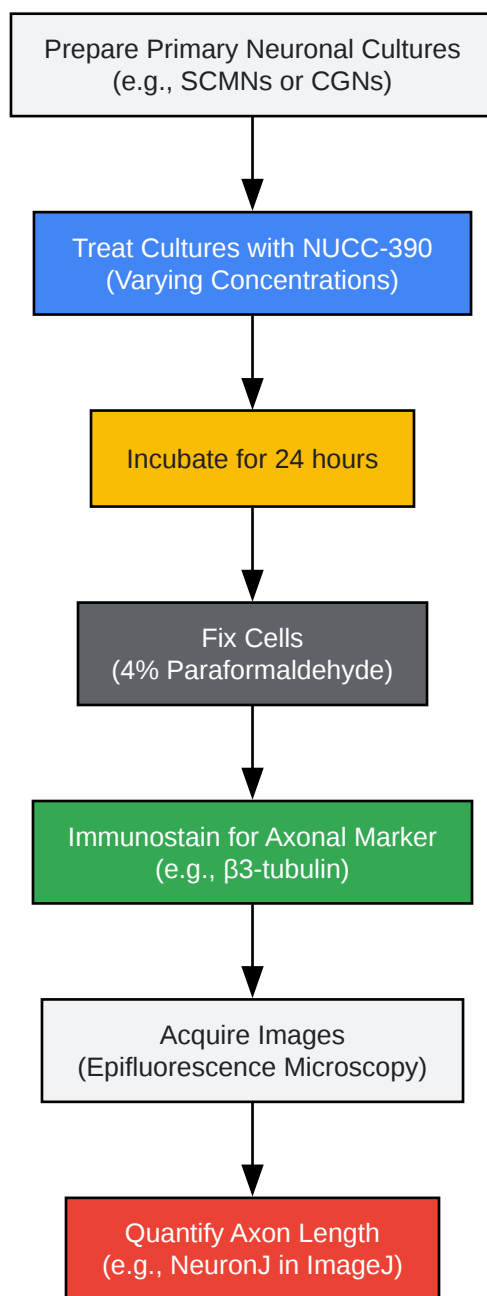 Prepare Primary Neuronal Cultures
(e.g., SCMNs or CGNs)
Treat Cultures with NUCC-390
(Varying Concentrations)
Incubate for 24 hours
Fix Cells
(4% Paraformaldehyde)
Immunostain for Axonal Marker
(e.g., β3-tubulin)
Acquire Images
(Epifluorescence Microscopy)
Quantify Axon Length
(e.g., NeuronJ in ImageJ)